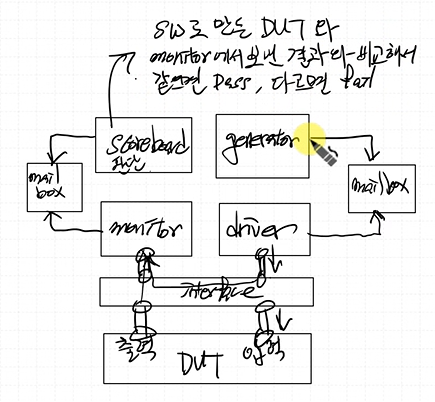 SW로 만든 DUT 와
monitor에서 보낸 결과와 비교해서
같으면 pass, 다르면 fail
scoreboard
판단
generator
mail
box
mailbox
monitor
driver
interface
출력
입력
DUT